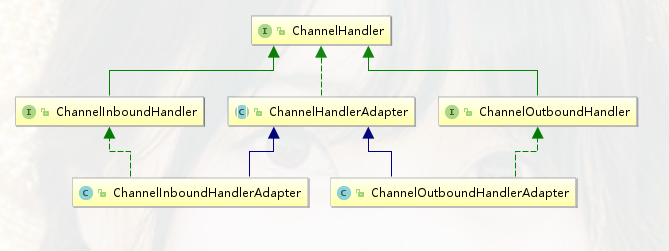 I ChannelHandler
I ChannelInboundHandler
C ChannelHandlerAdapter
I ChannelOutboundHandler
C ChannelInboundHandlerAdapter
C ChannelOutboundHandlerAdapter